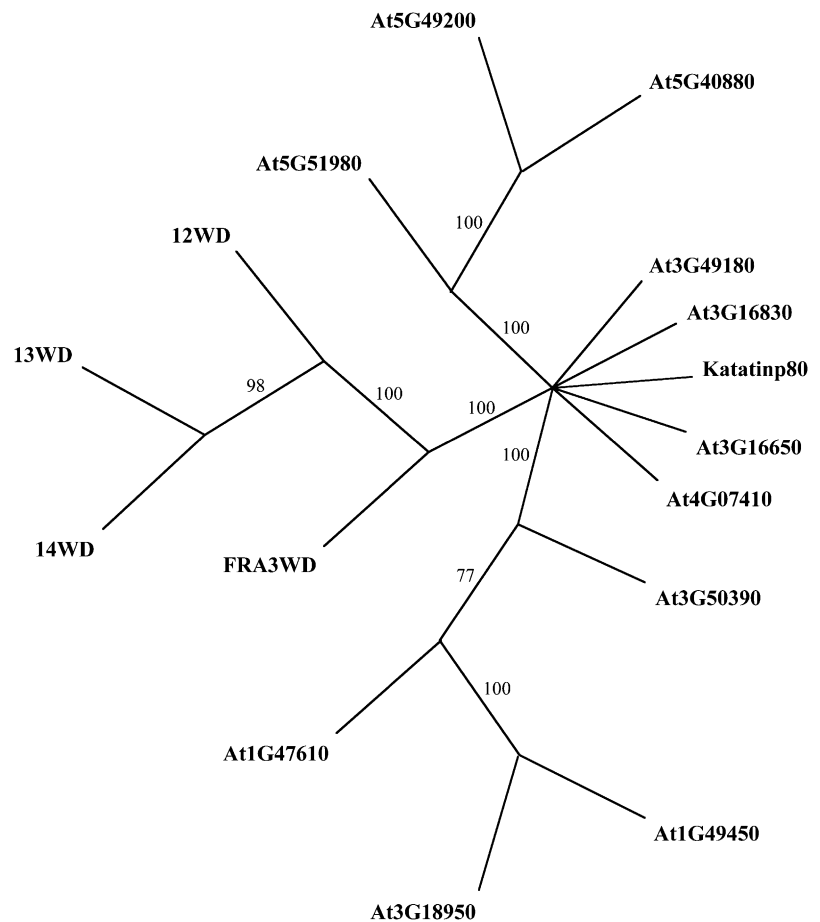 At5G49200
At5G40880
At5G51980
100
12WD
At3G49180
At3G16830
100
13WD
Katatinp80
98
100
100
At3G16650
100
At4G07410
14WD
FRA3WD
77
At3G50390
100
At1G47610
At1G49450
At3G18950